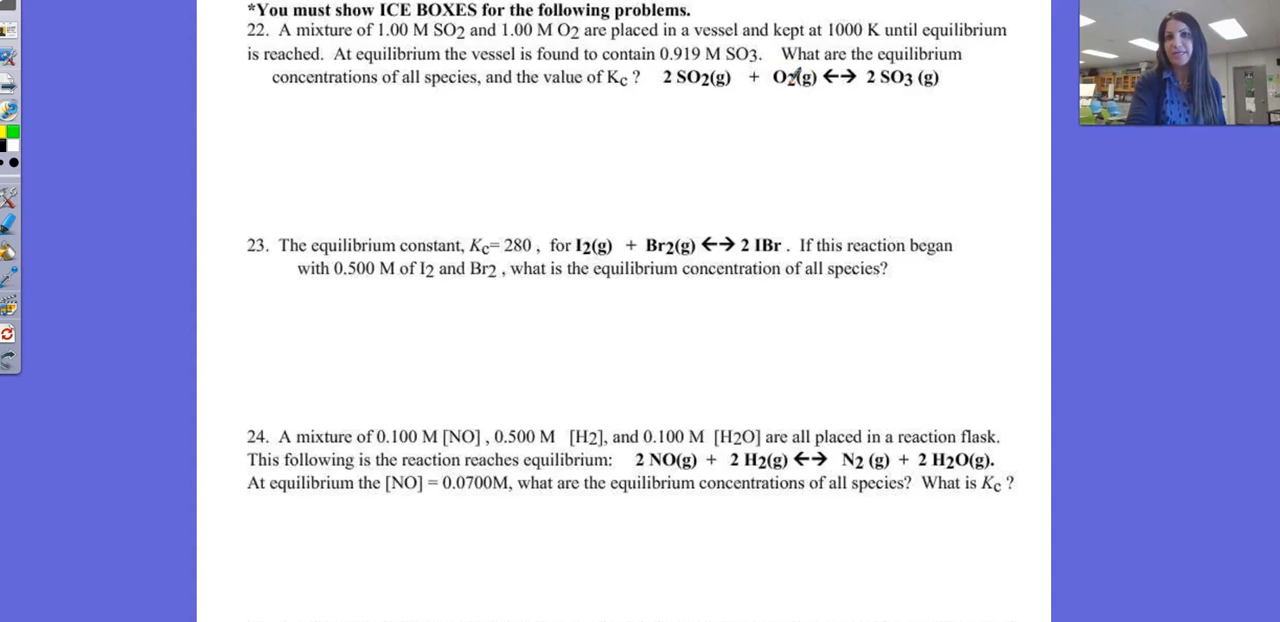 *You must show ICE BOXES for the following problems.
22. A mixture of 1.00 M SO2 and 1.00 M O2 are placed in a vessel and kept at 1000 K until equilibrium
is reached. At equilibrium the vessel is found to contain 0.919 M SO3. What are the equilibrium
concentrations of all species, and the value of Kc ? 2 SO2(g) + O2(g) ←→ 2 SO3 (g)
23. The equilibrium constant, Kc= 280 , for I2(g) + Br2(g) ←→ 2 IBr . If this reaction began
with 0.500 M of I2 and Br2 , what is the equilibrium concentration of all species?
24. A mixture of 0.100 M [NO] , 0.500 M [H2], and 0.100 M [H2O] are all placed in a reaction flask.
This following is the reaction reaches equilibrium: 2 NO(g) + 2 H2(g) ←→ N2 (g) + 2 H2O(g).
At equilibrium the [NO] = 0.0700M, what are the equilibrium concentrations of all species? What is Kc ?